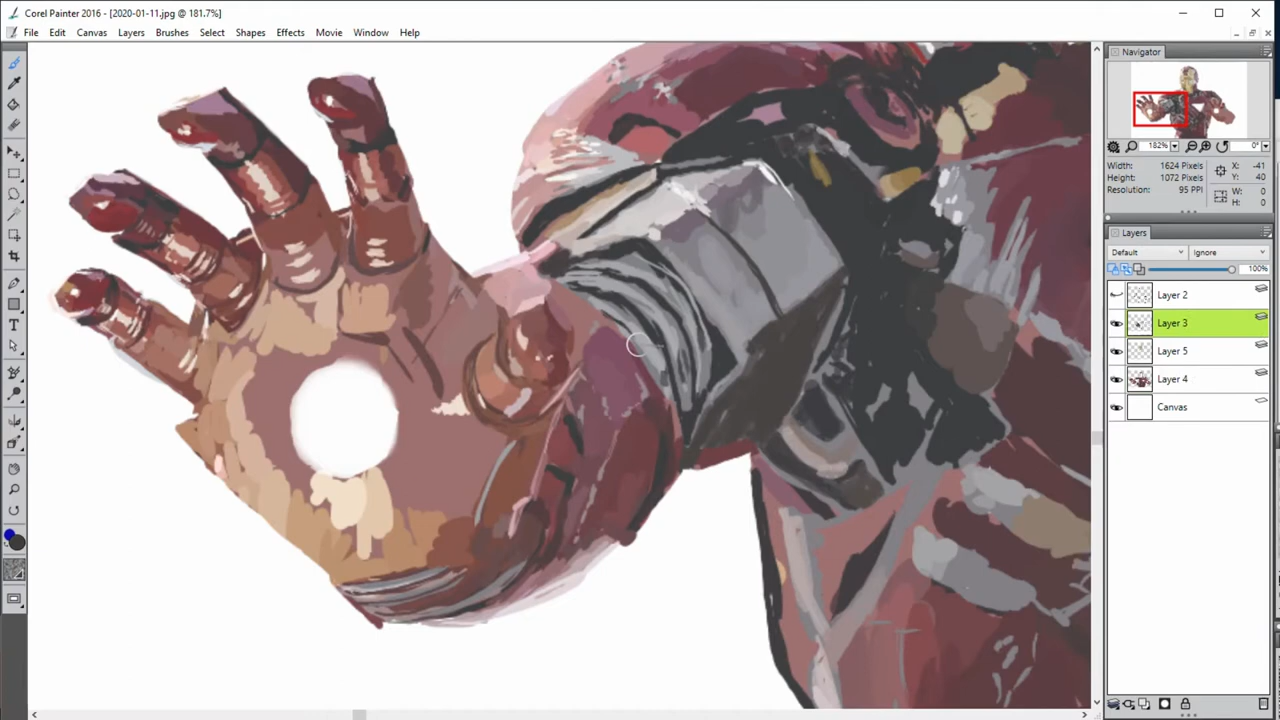 Corel Painter 2016 - [2020-01-11.jpg @ 181.7%]
File Edit Canvas Layers Brushes Select Shapes Effects Movie Window Help
Navigator
182% 0°
Width: 1624 Pixels
Height: 1072 Pixels
Resolution: 95 PPI
X: -41
Y: 40
W: 0
H: 0
Layers
Default Ignore
100%
Layer 2
Layer 3
Layer 5
Layer 4
Canvas
T